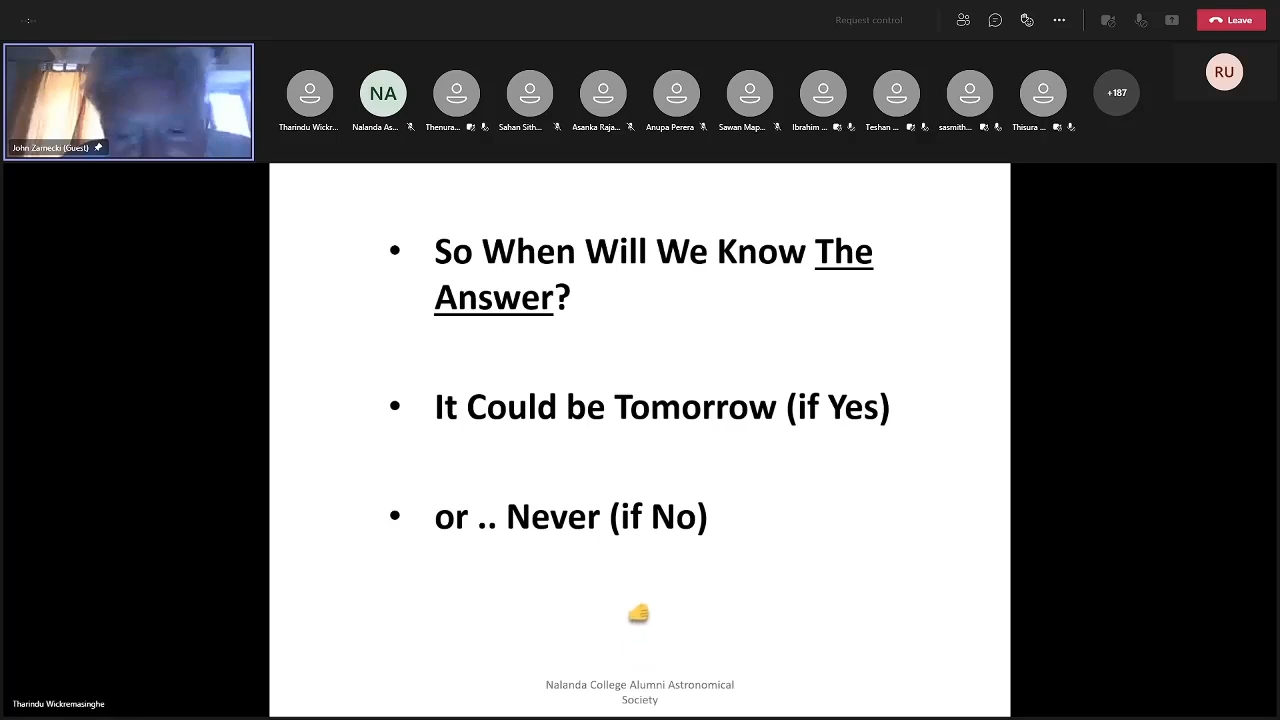 Request control
Leave
John Zarnecki (Guest)
Tharindu Wickr...
NA
Nalanda As...
Thenura...
Sahan Sith...
Asanka Raja...
Anupa Perera
Sawan Map...
Ibrahim ...
Teshan ...
sasmith...
Thisura ...
+187
RU
• So When Will We Know The
Answer?
• It Could be Tomorrow (if Yes)
• or .. Never (if No)
Nalanda College Alumni Astronomical
Society
Tharindu Wickremasinghe